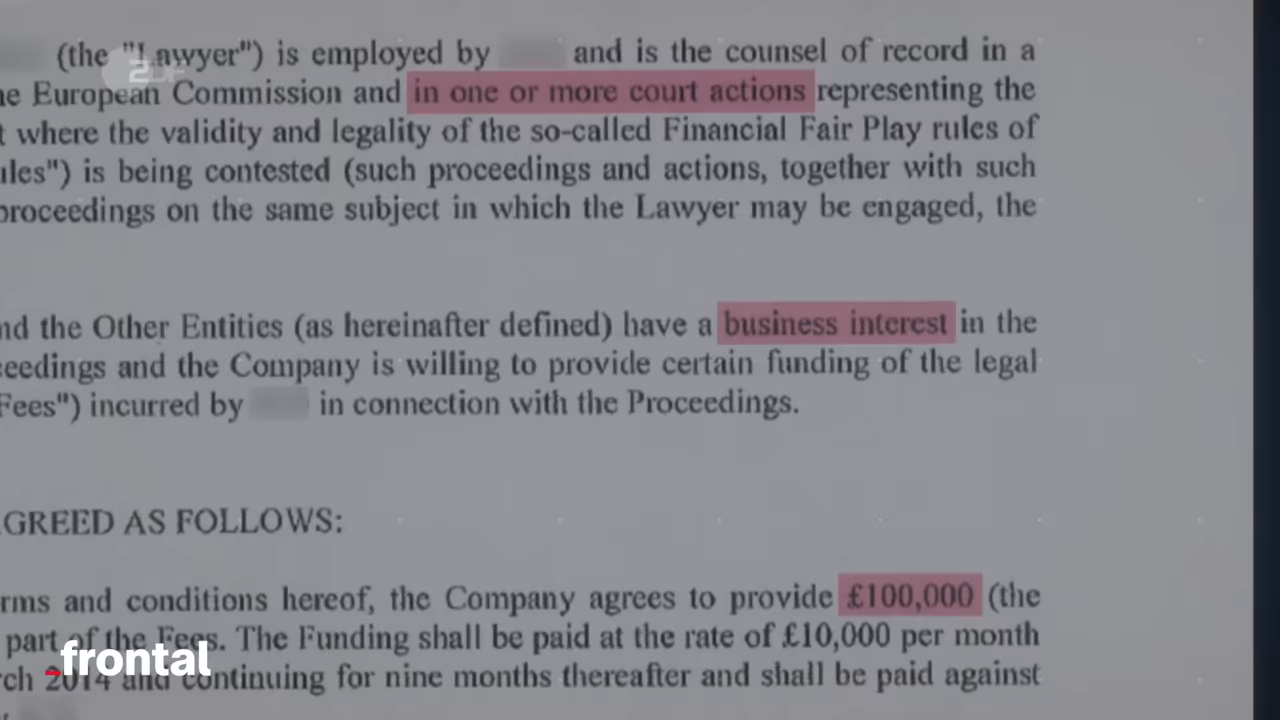 (the "Lawyer") is employed by and is the counsel of record in a
ZDF
European Commission and in one or more court actions representing the
where the validity and legality of the so-called Financial Fair Play rules of
is being contested (such proceedings and actions, together with such
proceedings on the same subject in which the Lawyer may be engaged, the
the Other Entities (as hereinafter defined) have a business interest in the
and the Company is willing to provide certain funding of the legal
Fees") incurred by in connection with the Proceedings.
GREED AS FOLLOWS:
rms and conditions hereof, the Company agrees to provide £100,000 (the
part of the Fees. The Funding shall be paid at the rate of £10,000 per month
frontal
rch 2014 and continuing for nine months thereafter and shall be paid against